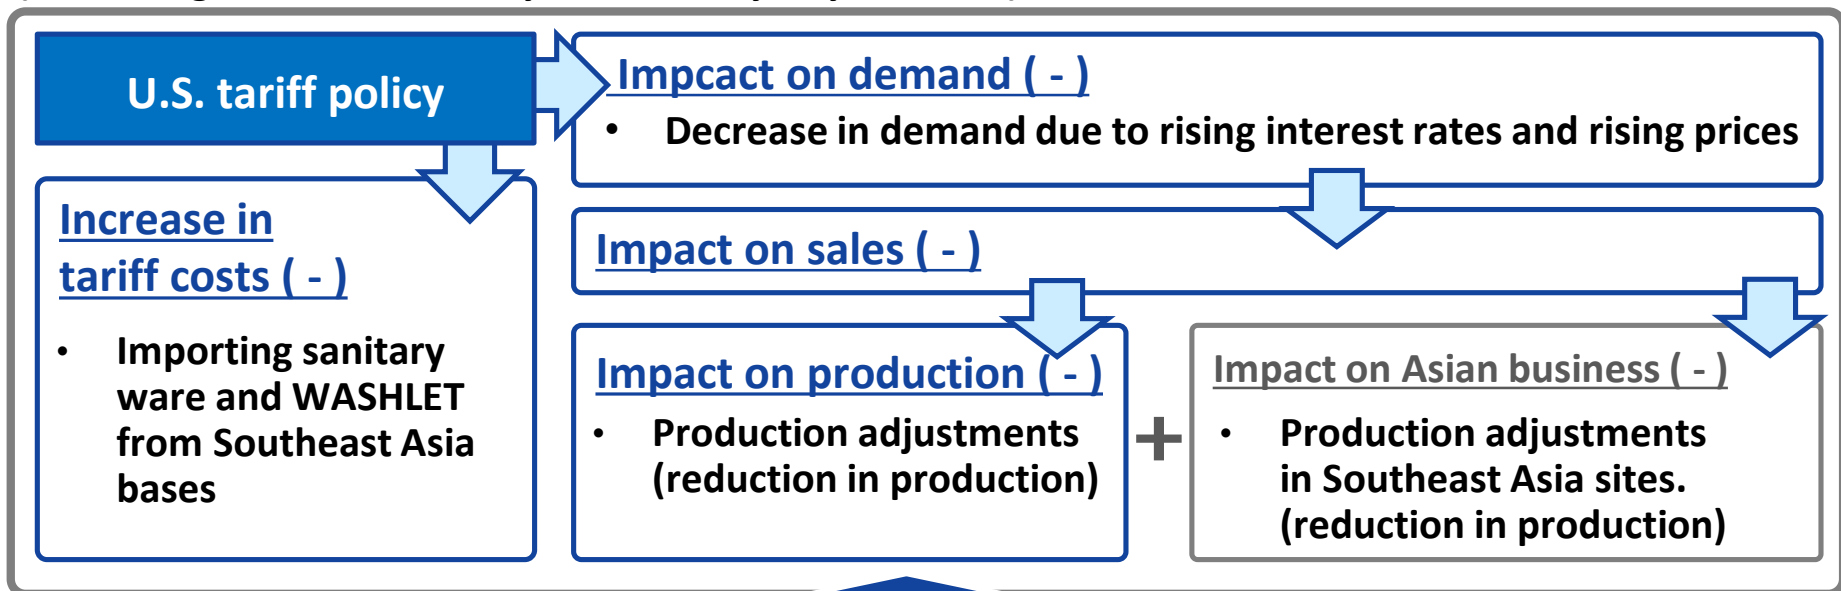 U.S. tariff policy
Impcact on demand ( - )
• Decrease in demand due to rising interest rates and rising prices
Increase in
tariff costs ( - )
• Importing sanitary
ware and WASHLET
from Southeast Asia
bases
Impact on sales ( - )
Impact on production ( - )
• Production adjustments
(reduction in production)
+
Impact on Asian business ( - )
• Production adjustments
in Southeast Asia sites.
(reduction in production)